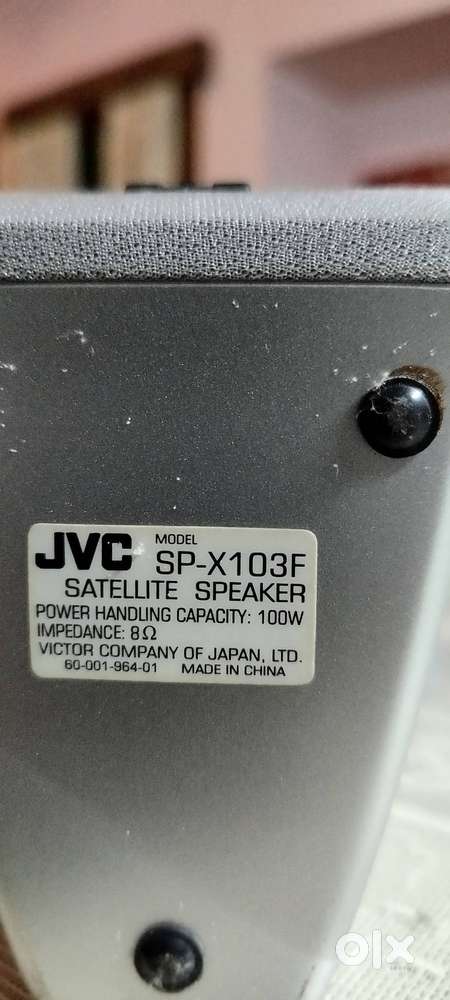 JVC MODEL SP-X103F
SATELLITE SPEAKER
POWER HANDLING CAPACITY: 100W
IMPEDANCE: 8Ω
VICTOR COMPANY OF JAPAN, LTD.
60-001-964-01 MADE IN CHINA
olx